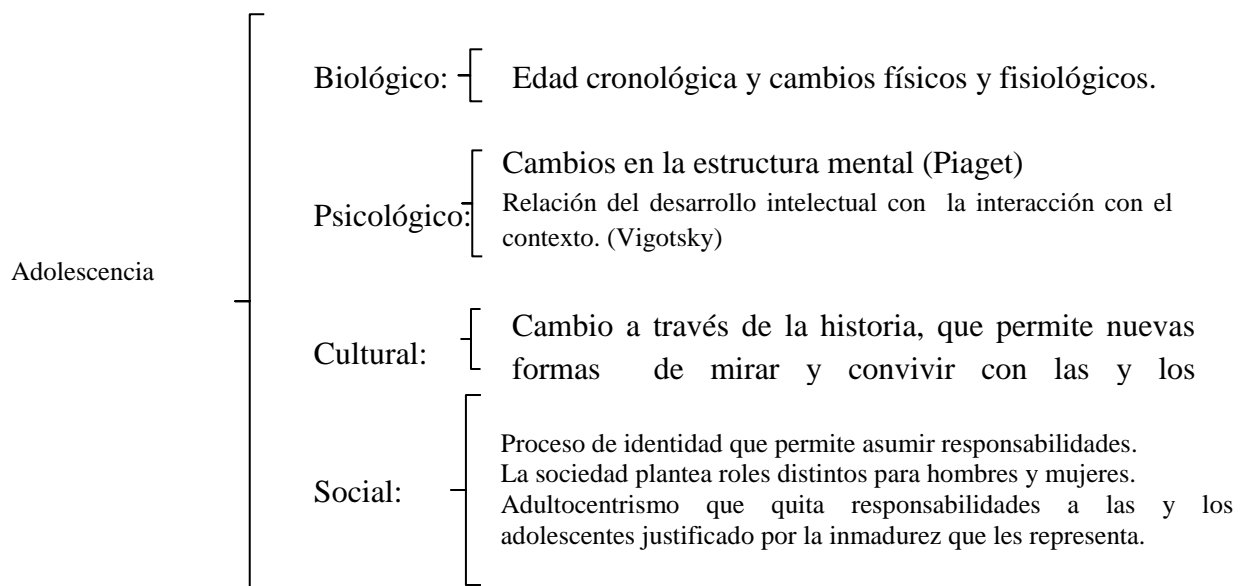 Biológico:
Edad cronológica y cambios físicos y fisiológicos.
Cambios en la estructura mental (Piaget)
Psicológico:
Relación del desarrollo intelectual con la interacción con el
contexto. (Vigotsky)
Adolescencia
Cambio a través de la historia, que permite nuevas
Cultural:
formas de mirar y convivir con las y los
Proceso de identidad que permite asumir responsabilidades.
La sociedad plantea roles distintos para hombres y mujeres.
Social:
Adultocentrismo que quita responsabilidades a las y los
adolescentes justificado por la inmadurez que les representa.